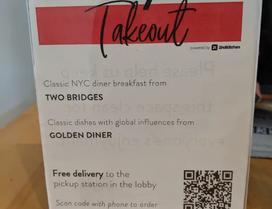 Takeout
powered by 2ndKitchen
Classic NYC diner breakfast from
TWO BRIDGES
Classic dishes with global influences from
GOLDEN DINER
Free delivery to the
pickup station in the lobby
Scan code with phone to order